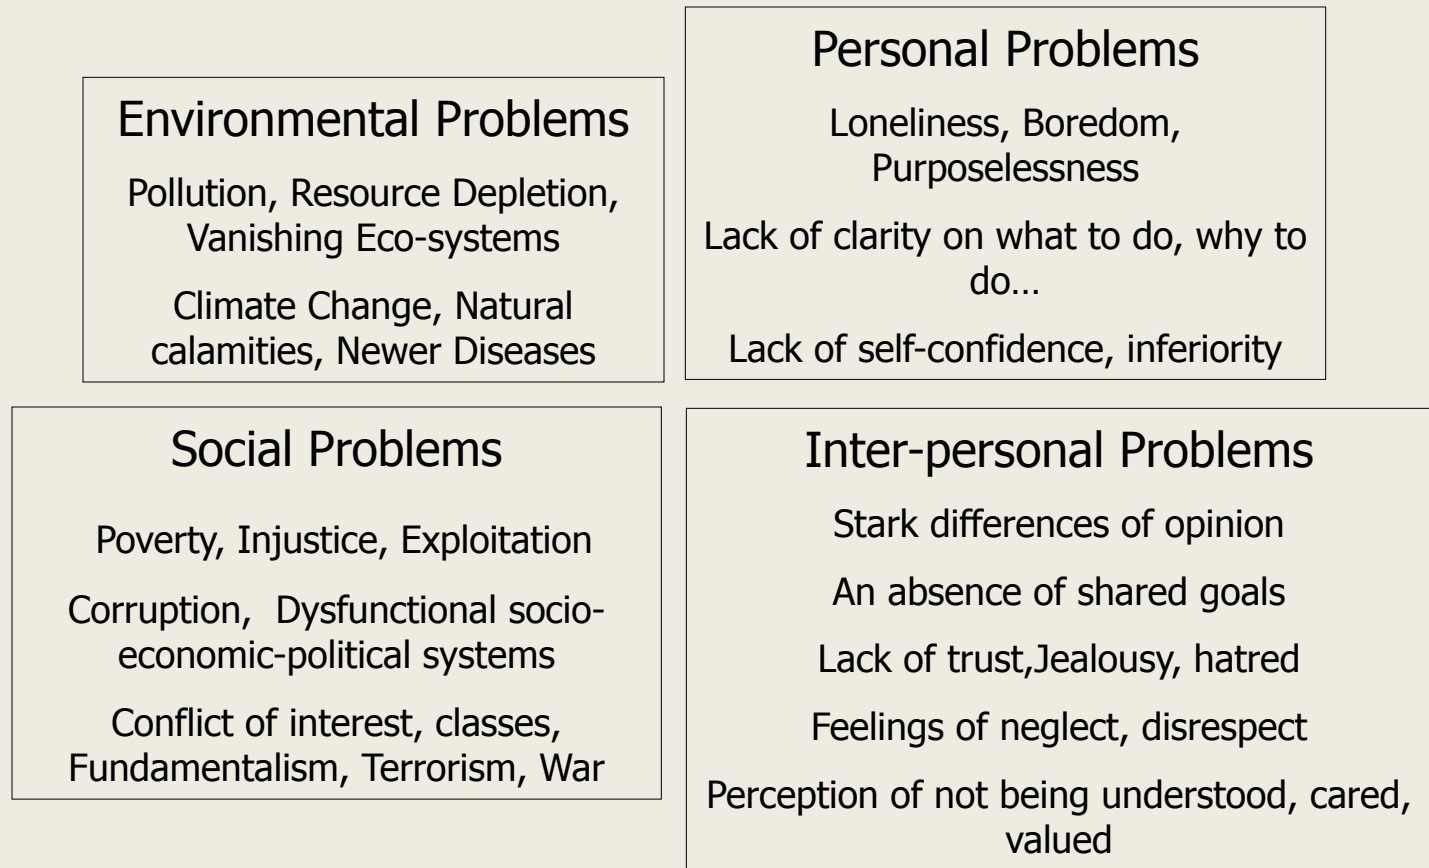 Environmental Problems
Pollution, Resource Depletion,
Vanishing Eco-systems
Climate Change, Natural
calamities, Newer Diseases
Personal Problems
Loneliness, Boredom,
Purposelessness
Lack of clarity on what to do, why to
do…
Lack of self-confidence, inferiority
Social Problems
Poverty, Injustice, Exploitation
Corruption,  Dysfunctional socio-
economic-political systems
Conflict of interest, classes,
Fundamentalism, Terrorism, War
Inter-personal Problems
Stark differences of opinion
An absence of shared goals
Lack of trust,Jealousy, hatred
Feelings of neglect, disrespect
Perception of not being understood, cared,
valued